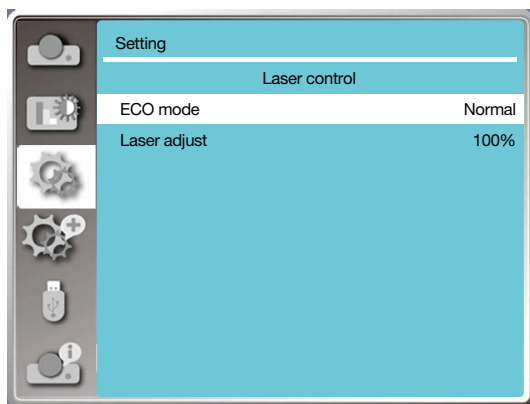 Setting
Laser control
ECO mode Normal
Laser adjust 100%